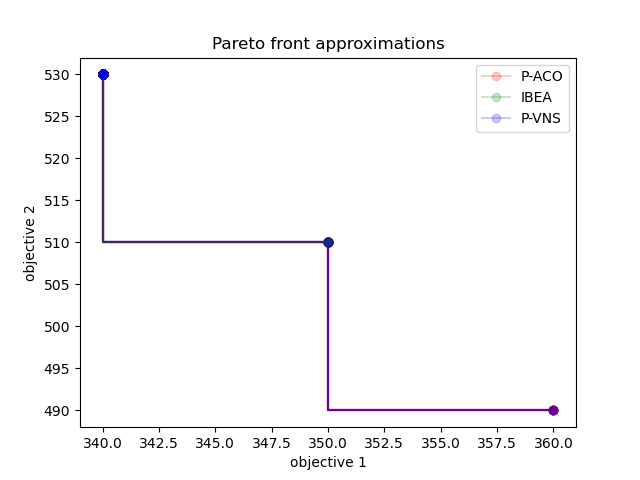 Pareto front approximations
P-ACO
IBEA
P-VNS
530
525
520
515
510
505
500
495
490
objective 2
340.0 342.5 345.0 347.5 350.0 352.5 355.0 357.5 360.0
objective 1